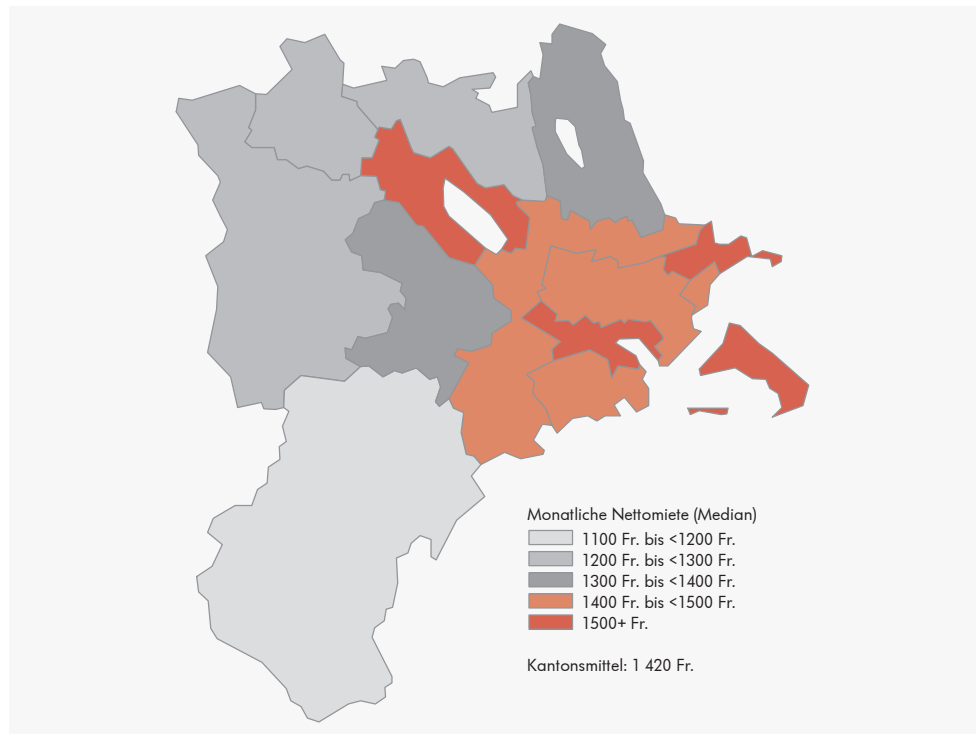 Monatliche Nettomiete (Median)
1100 Fr. bis <1200 Fr.
1200 Fr. bis <1300 Fr.
1300 Fr. bis <1400 Fr.
1400 Fr. bis <1500 Fr.
1500+ Fr.
Kantonsmittel: 1 420 Fr.